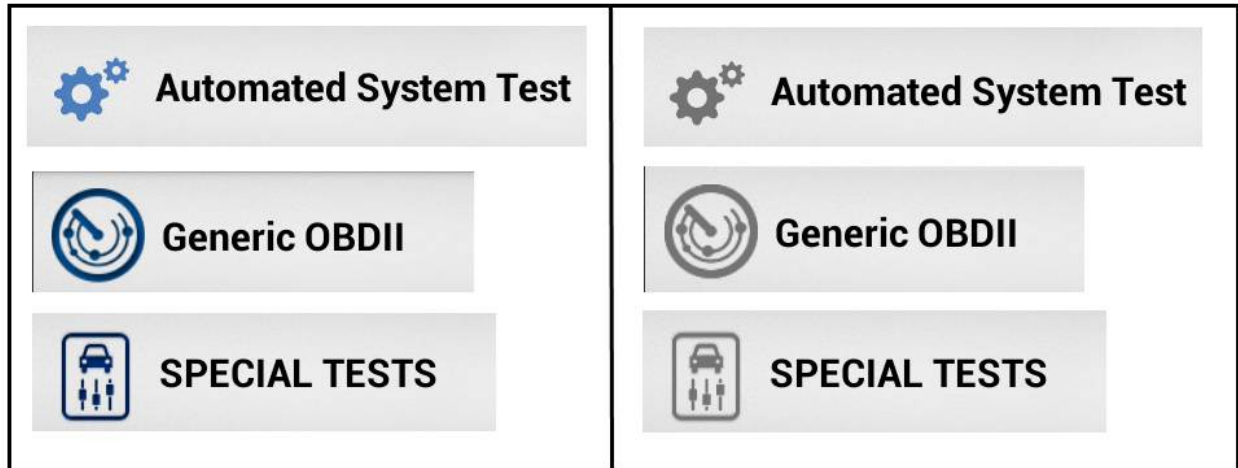 Automated System Test
Generic OBDII
SPECIAL TESTS
Automated System Test
Generic OBDII
SPECIAL TESTS